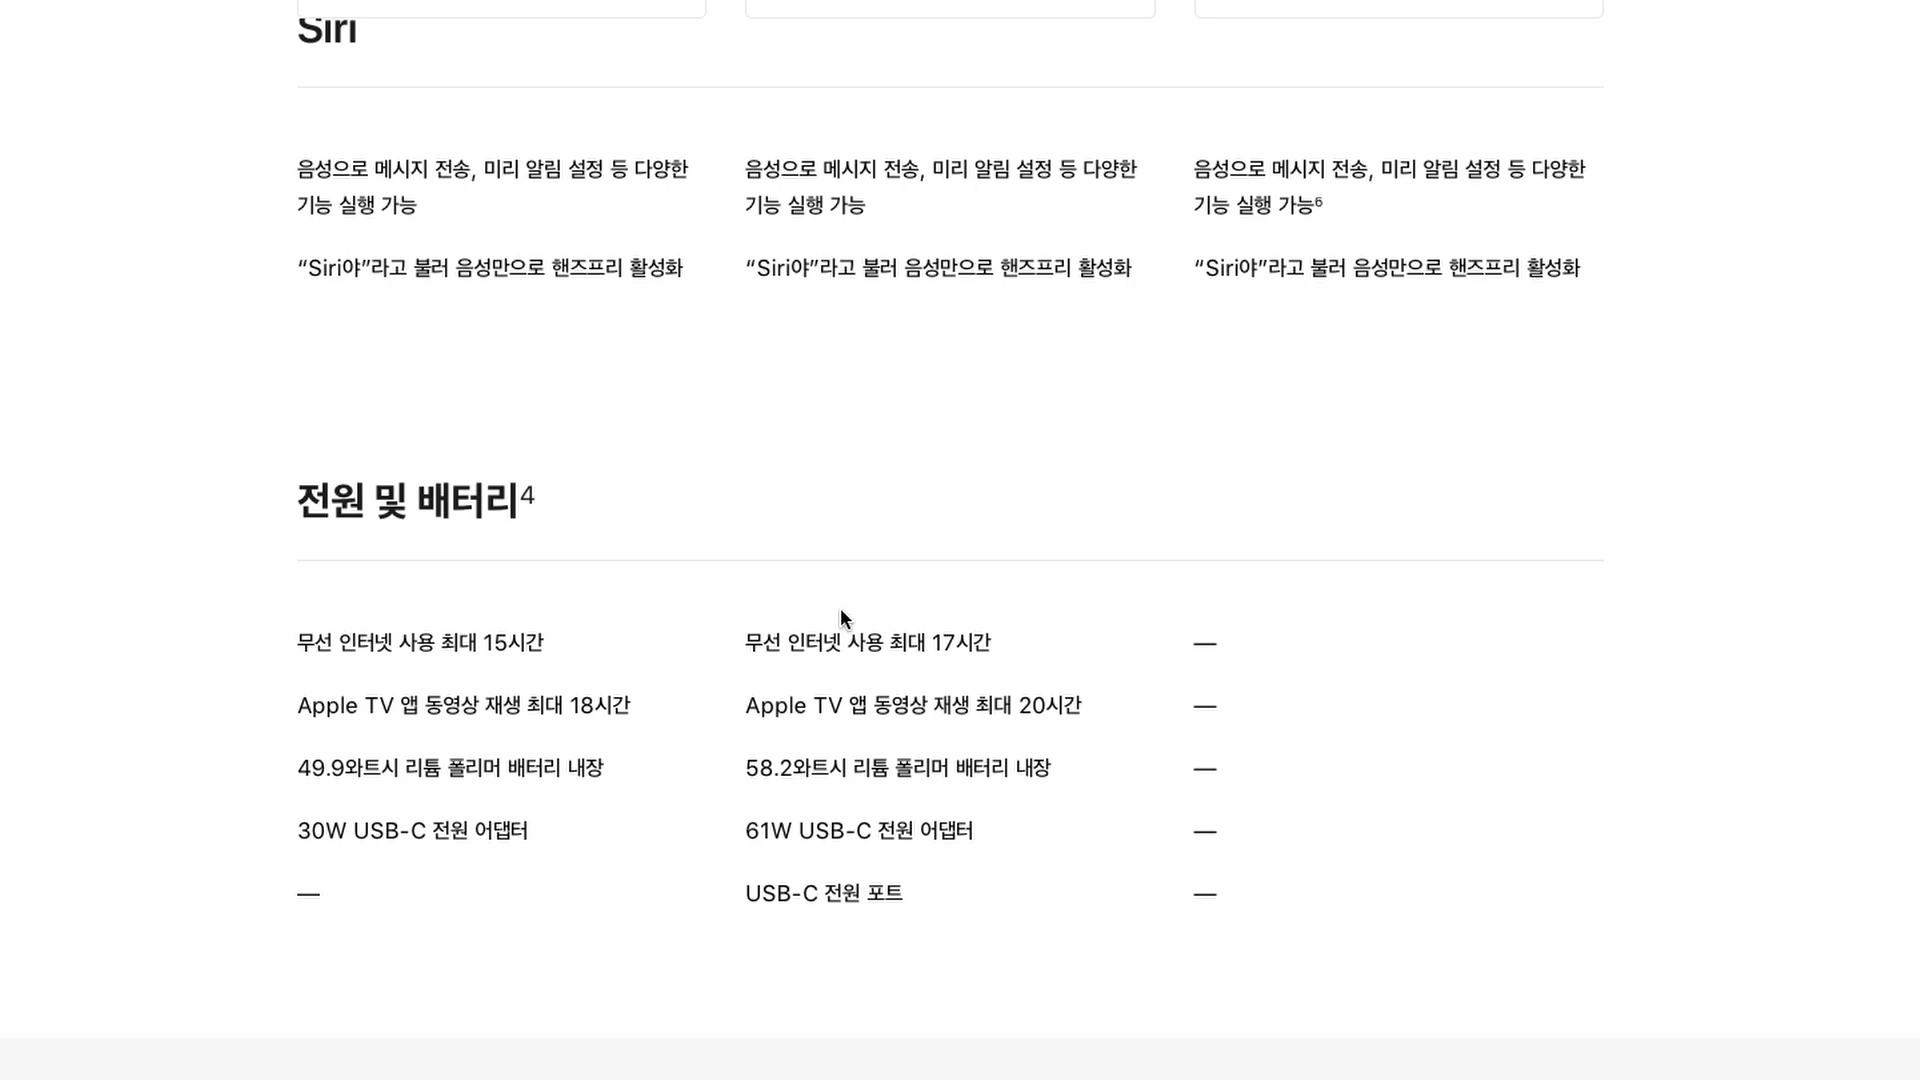 Siri
음성으로 메시지 전송, 미리 알림 설정 등 다양한
기능 실행 가능
“Siri야”라고 불러 음성만으로 핸즈프리 활성화
음성으로 메시지 전송, 미리 알림 설정 등 다양한
기능 실행 가능
“Siri야”라고 불러 음성만으로 핸즈프리 활성화
음성으로 메시지 전송, 미리 알림 설정 등 다양한
기능 실행 가능⁶
“Siri야”라고 불러 음성만으로 핸즈프리 활성화
전원 및 배터리⁴
무선 인터넷 사용 최대 15시간
무선 인터넷 사용 최대 17시간
—
Apple TV 앱 동영상 재생 최대 18시간
Apple TV 앱 동영상 재생 최대 20시간
—
49.9와트시 리튬 폴리머 배터리 내장
58.2와트시 리튬 폴리머 배터리 내장
—
30W USB-C 전원 어댑터
61W USB-C 전원 어댑터
—
—
USB-C 전원 포트
—